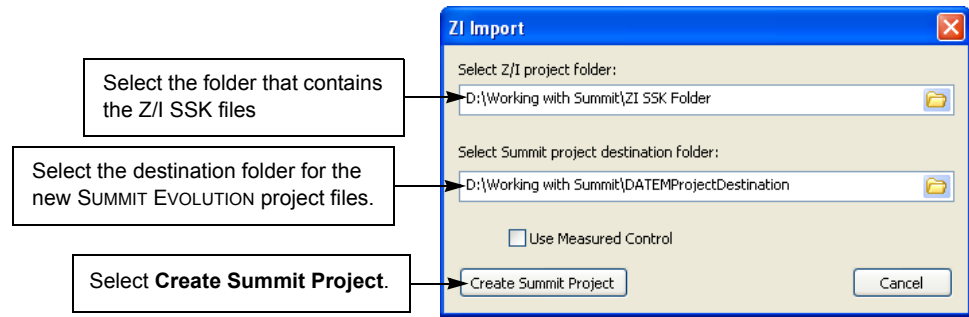 ZI Import
Select Z/I project folder:
Select the folder that contains
the Z/I SSK files
D:\Working with Summit\ZI SSK Folder
Select Summit project destination folder:
Select the destination folder for the
new SUMMIT EVOLUTION project files.
D:\Working with Summit\DATEMProjectDestination
Use Measured Control
Select Create Summit Project.
Create Summit Project
Cancel